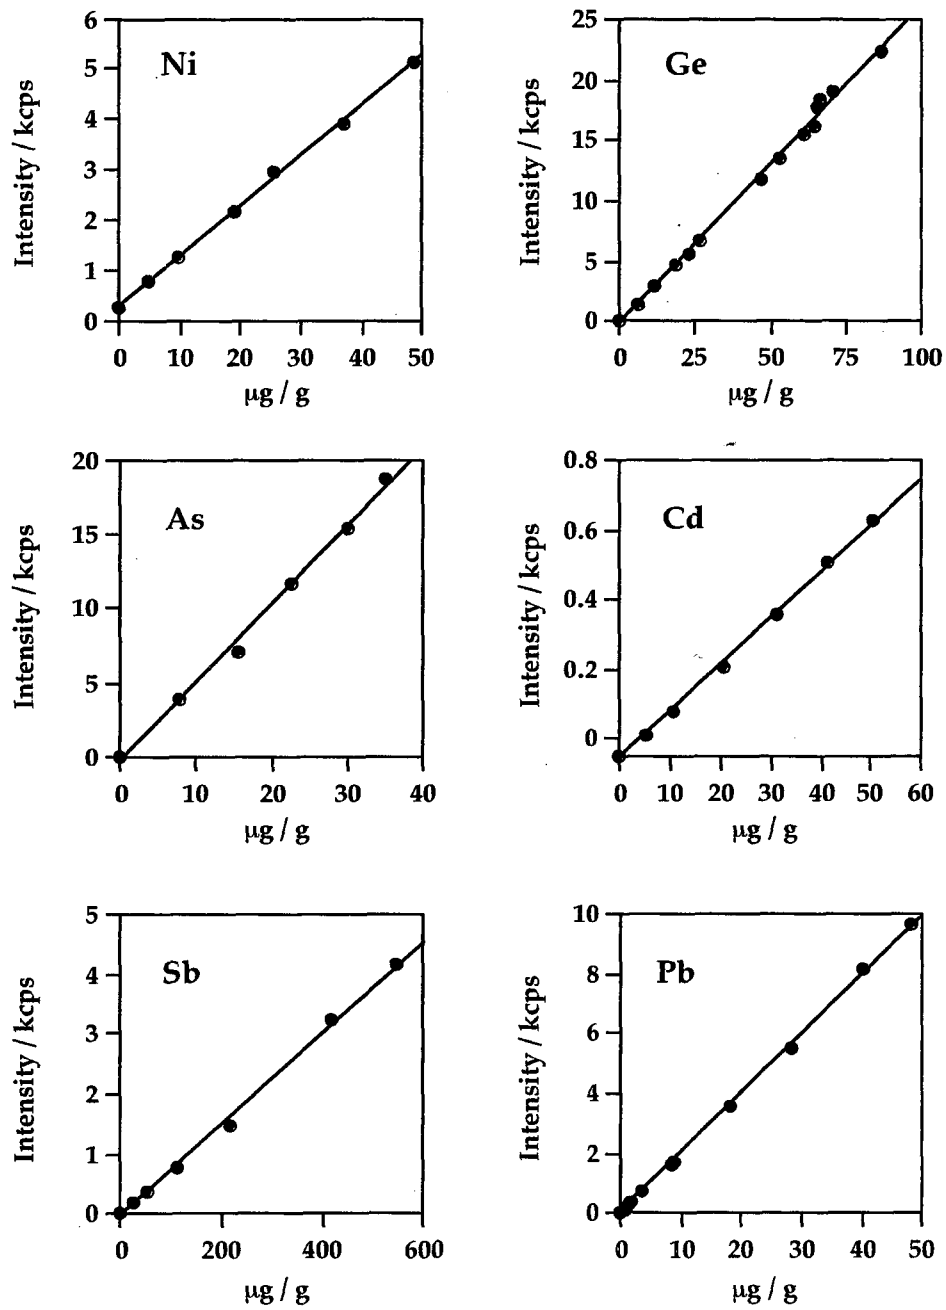 6
5
4
3
2
1
0
Intensity / kcps
Ni
0 10 20 30 40 50
µg / g
25
20
15
10
5
0
Intensity / kcps
Ge
0 25 50 75 100
µg / g
20
15
10
5
0
Intensity / kcps
As
0 10 20 30 40
µg / g
0.8
0.6
0.4
0.2
0
Intensity / kcps
Cd
0 10 20 30 40 50 60
µg / g
5
4
3
2
1
0
Intensity / kcps
Sb
0 200 400 600
µg / g
10
8
6
4
2
0
Intensity / kcps
Pb
0 10 20 30 40 50
µg / g